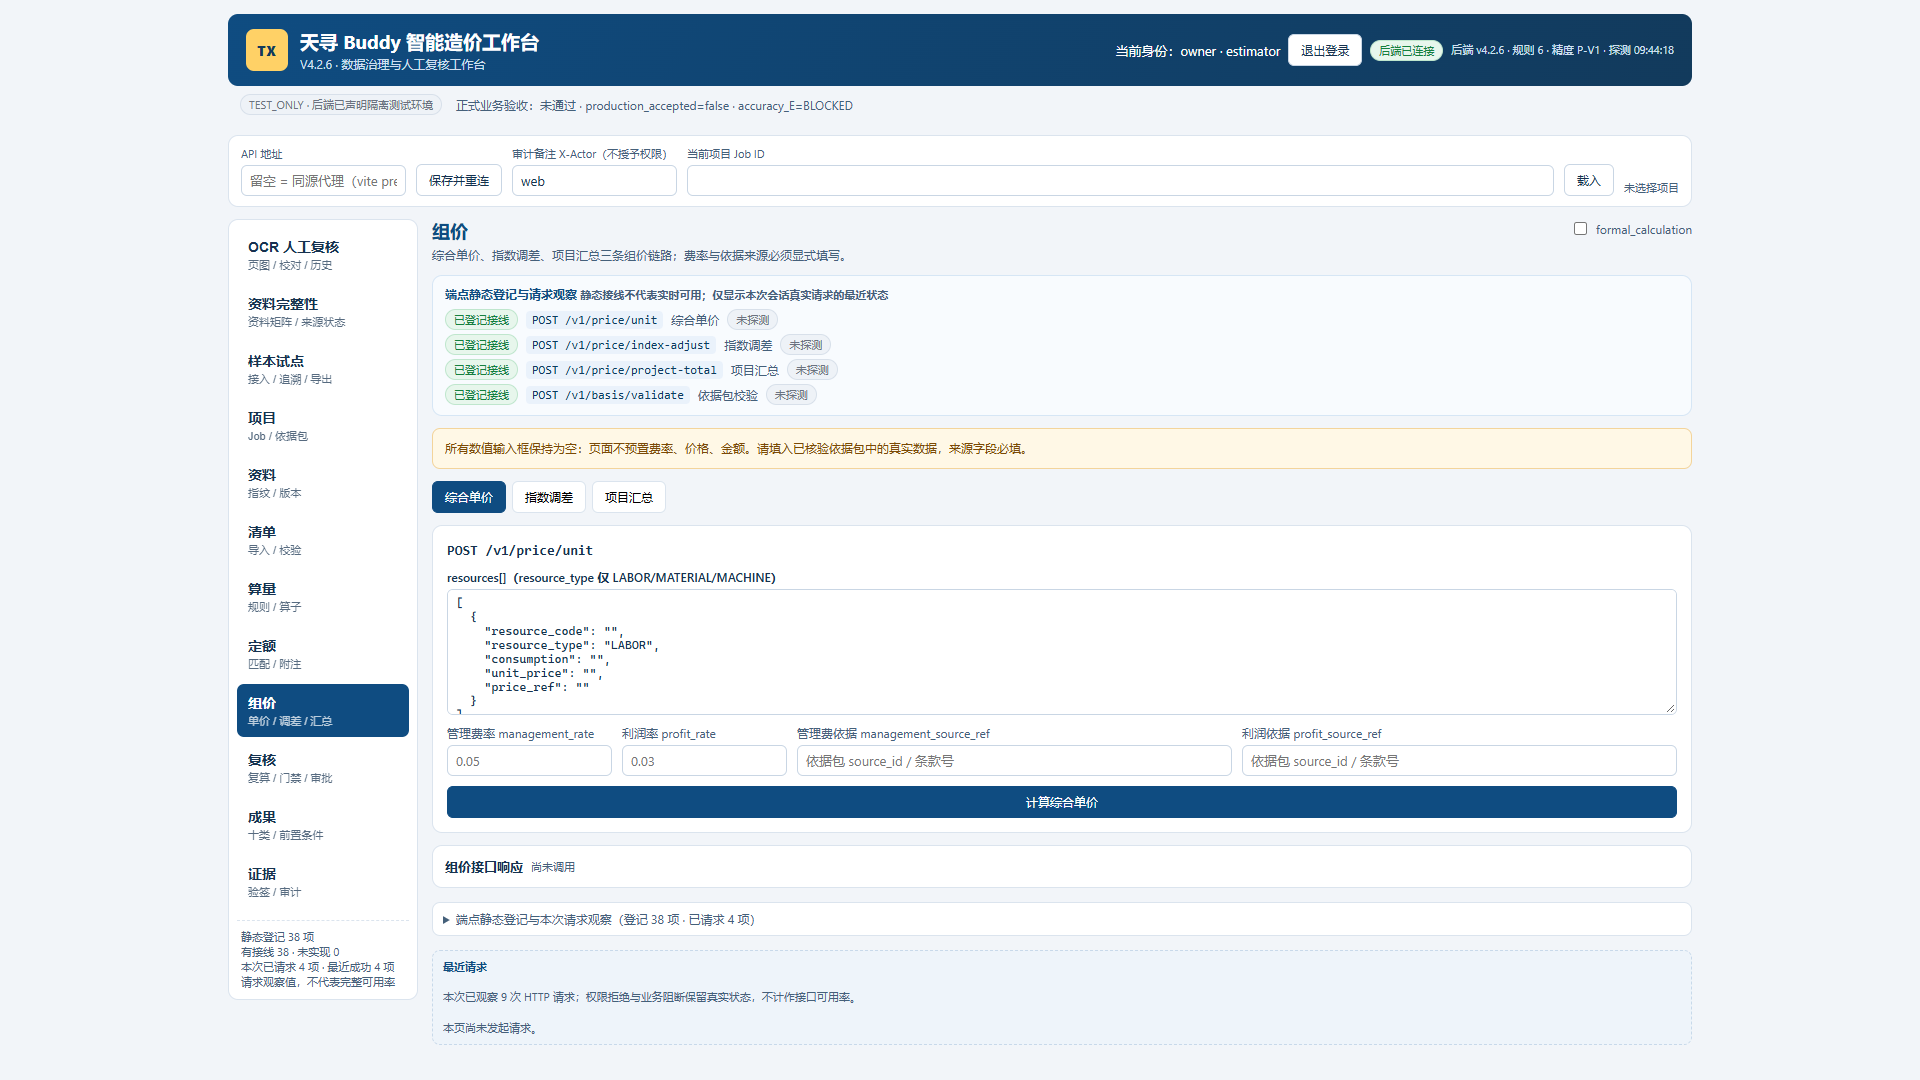 TX
天寻 Buddy 智能造价工作台
V4.2.6 · 数据治理与人工复核工作台
当前身份：owner · estimator
退出登录
后端已连接
后端 v4.2.6 · 规则 6 · 精度 P-V1 · 探测 09:44:18
TEST_ONLY · 后端已声明隔离测试环境
正式业务验收：未通过 · production_accepted=false · accuracy_E=BLOCKED
API 地址
留空 = 同源代理（vite pre
保存并重连
审计备注 X-Actor（不授予权限）
web
当前项目 Job ID
载入
未选择项目
OCR 人工复核
页图 / 校对 / 历史
资料完整性
资料矩阵 / 来源状态
样本试点
接入 / 追溯 / 导出
项目
Job / 依据包
资料
指纹 / 版本
清单
导入 / 校验
算量
规则 / 算子
定额
匹配 / 附注
组价
单价 / 调差 / 汇总
复核
复算 / 门禁 / 审批
成果
十类 / 前置条件
证据
验签 / 审计
静态登记 38 项
有接线 38 · 未实现 0
本次已请求 4 项 · 最近成功 4 项
请求观察值，不代表完整可用率
组价
formal_calculation
综合单价、指数调差、项目汇总三条组价链路；费率与依据来源必须显式填写。
端点静态登记与请求观察 静态接线不代表实时可用；仅显示本次会话真实请求的最近状态
已登记接线 POST /v1/price/unit 综合单价 未探测
已登记接线 POST /v1/price/index-adjust 指数调差 未探测
已登记接线 POST /v1/price/project-total 项目汇总 未探测
已登记接线 POST /v1/basis/validate 依据包校验 未探测
所有数值输入框保持为空：页面不预置费率、价格、金额。请填入已核验依据包中的真实数据，来源字段必填。
综合单价
指数调差
项目汇总
POST /v1/price/unit
resources[]（resource_type 仅 LABOR/MATERIAL/MACHINE）
[
{
"resource_code": "",
"resource_type": "LABOR",
"consumption": "",
"unit_price": "",
"price_ref": ""
}
]
管理费率 management_rate
0.05
利润率 profit_rate
0.03
管理费依据 management_source_ref
依据包 source_id / 条款号
利润依据 profit_source_ref
依据包 source_id / 条款号
计算综合单价
组价接口响应 尚未调用
端点静态登记与本次请求观察（登记 38 项 · 已请求 4 项）
最近请求
本次已观察 9 次 HTTP 请求；权限拒绝与业务阻断保留真实状态，不计作接口可用率。
本页尚未发起请求。